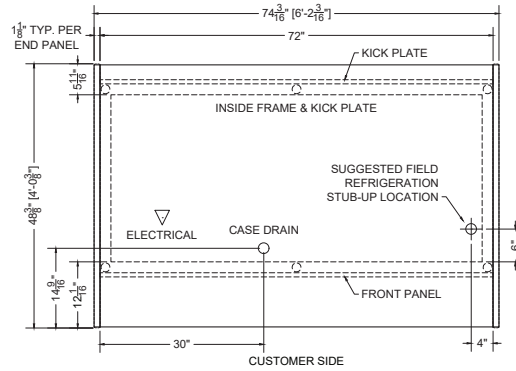 74 3/16" [6'-2 3/16"]
1 1/8" TYP. PER
END PANEL
72"
KICK PLATE
5 11/16"
INSIDE FRAME & KICK PLATE
48 3/8" [4'-0 3/8"]
SUGGESTED FIELD
REFRIGERATION
STUB-UP LOCATION
ELECTRICAL
CASE DRAIN
6"
14 9/16"
12 1/16"
FRONT PANEL
30"
4"
CUSTOMER SIDE